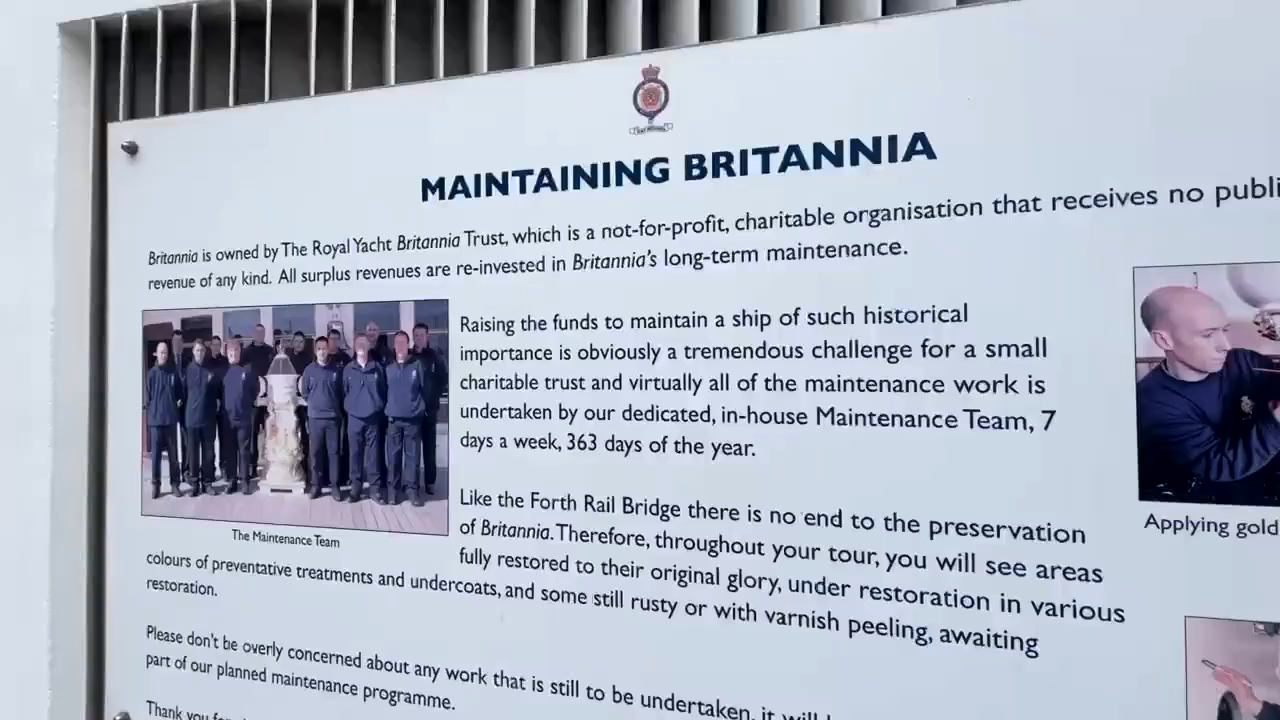 MAINTAINING BRITANNIA
Britannia is owned by The Royal Yacht Britannia Trust, which is a not-for-profit, charitable organisation that receives no publi
revenue of any kind. All surplus revenues are re-invested in Britannia's long-term maintenance.
Raising the funds to maintain a ship of such historical
importance is obviously a tremendous challenge for a small
charitable trust and virtually all of the maintenance work is
undertaken by our dedicated, in-house Maintenance Team, 7
days a week, 363 days of the year.
The Maintenance Team
Like the Forth Rail Bridge there is no end to the preservation
of Britannia. Therefore, throughout your tour, you will see areas
fully restored to their original glory, under restoration in various
colours of preventative treatments and undercoats, and some still rusty or with varnish peeling, awaiting
restoration.
Please don't be overly concerned about any work that is still to be undertaken, it will
part of our planned maintenance programme.
Thank you
Applying gold